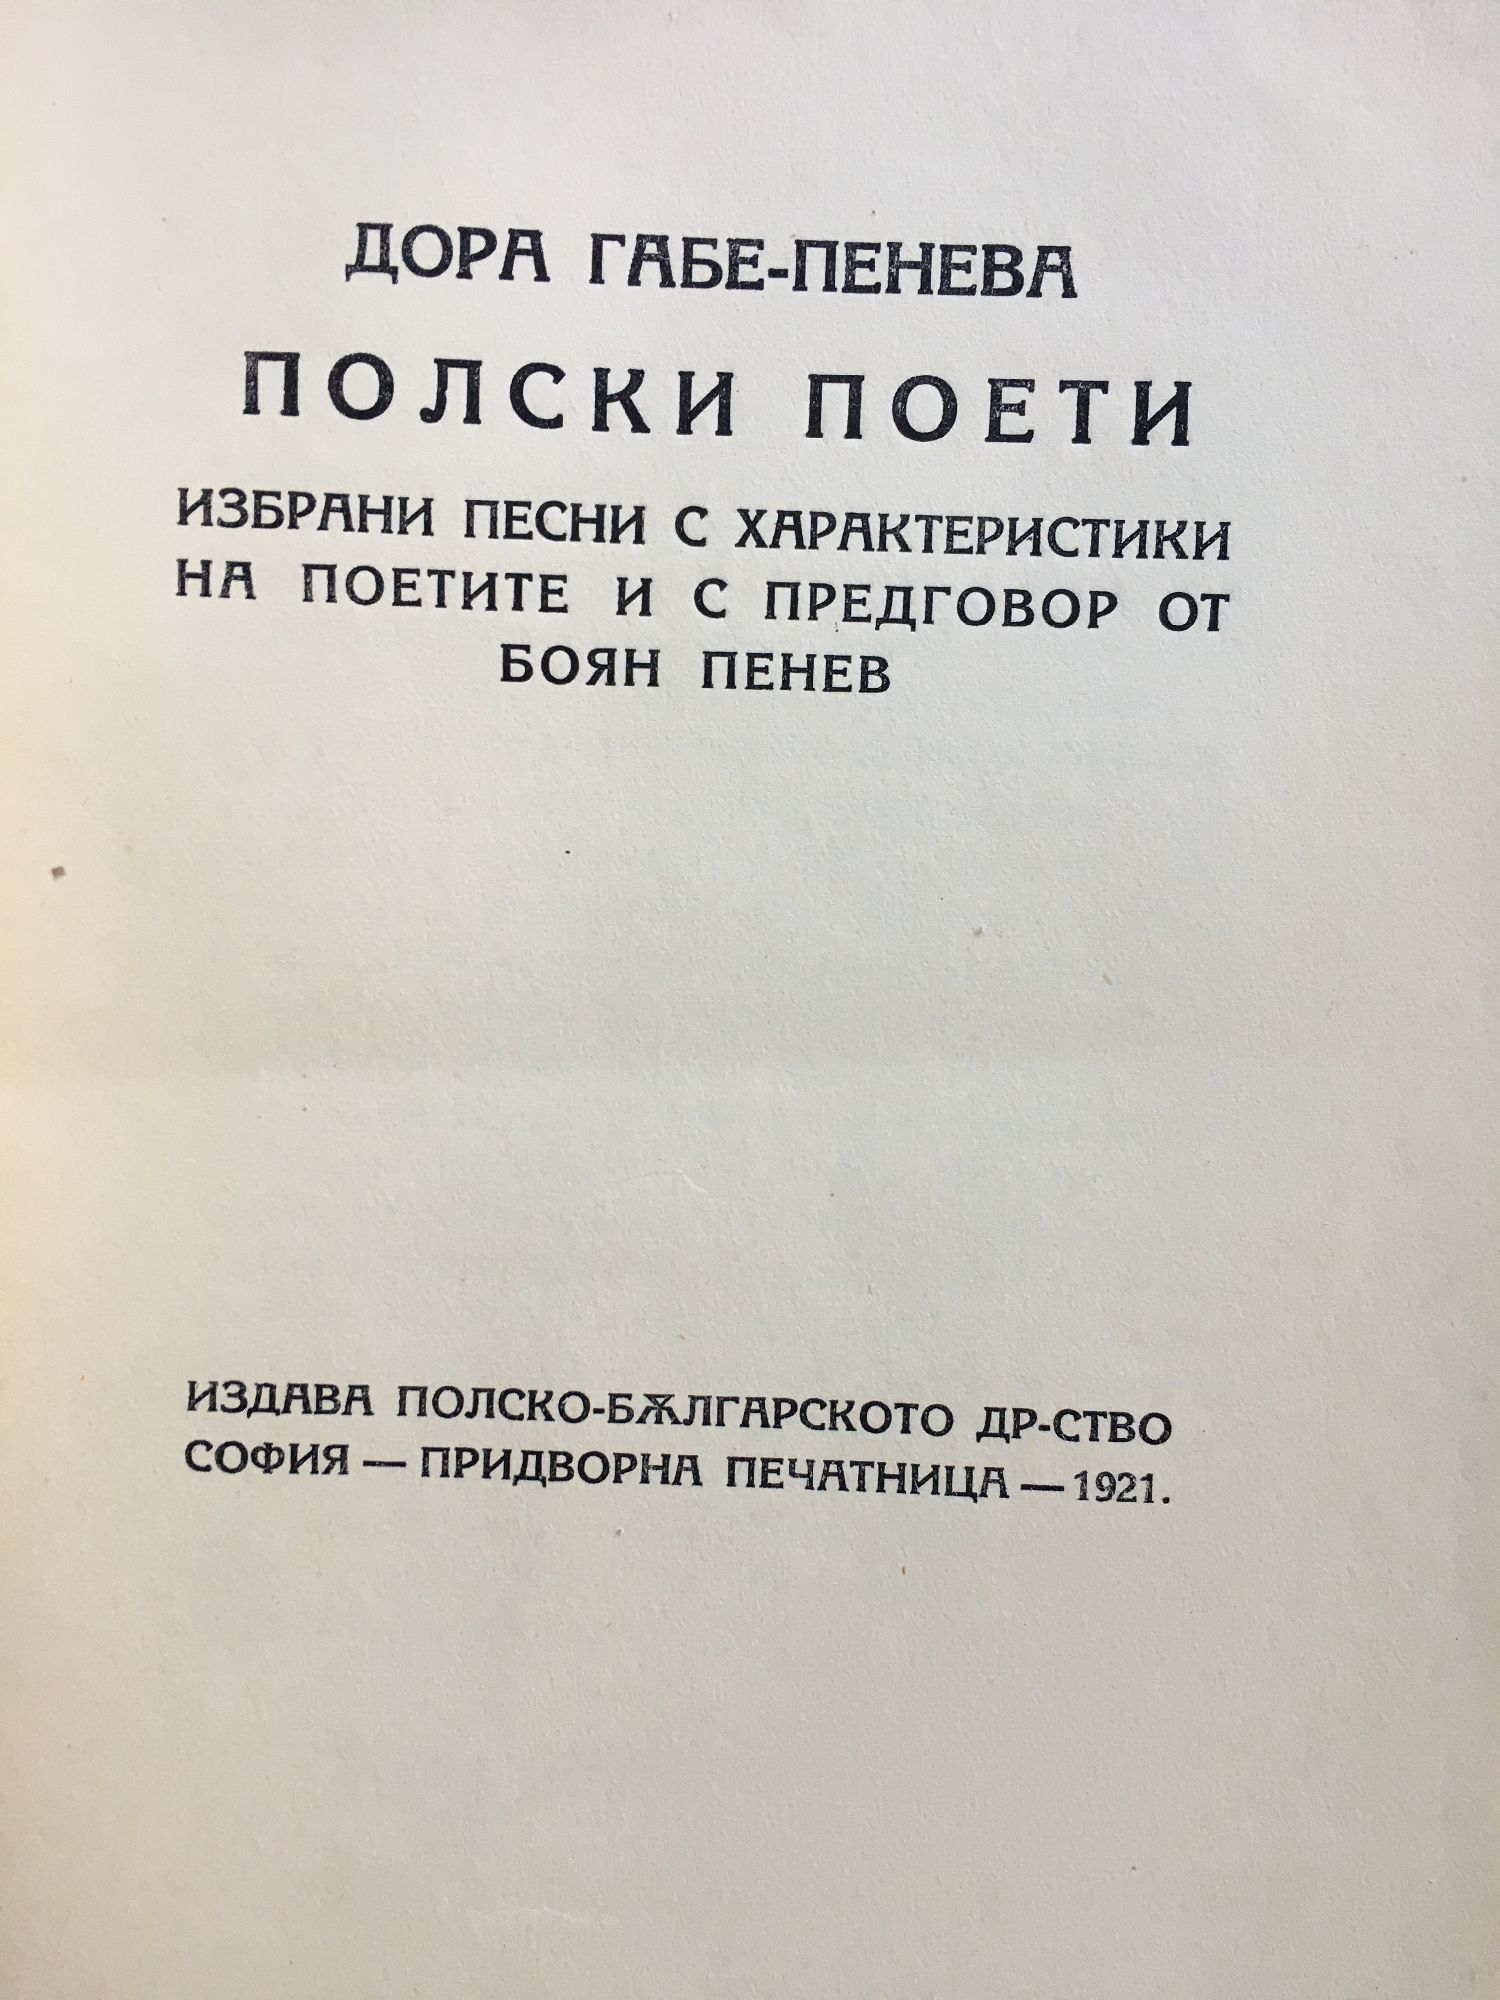 ДОРА ГАБЕ-ПЕНЕВА
ПОЛСКИ ПОЕТИ
ИЗБРАНИ ПЕСНИ С ХАРАКТЕРИСТИКИ
НА ПОЕТИТЕ И С ПРЕДГОВОР ОТ
БОЯН ПЕНЕВ
ИЗДАВА ПОЛСКО-БѪЛГАРСКОТО ДР-СТВО
СОФИЯ — ПРИДВОРНА ПЕЧАТНИЦА — 1921.